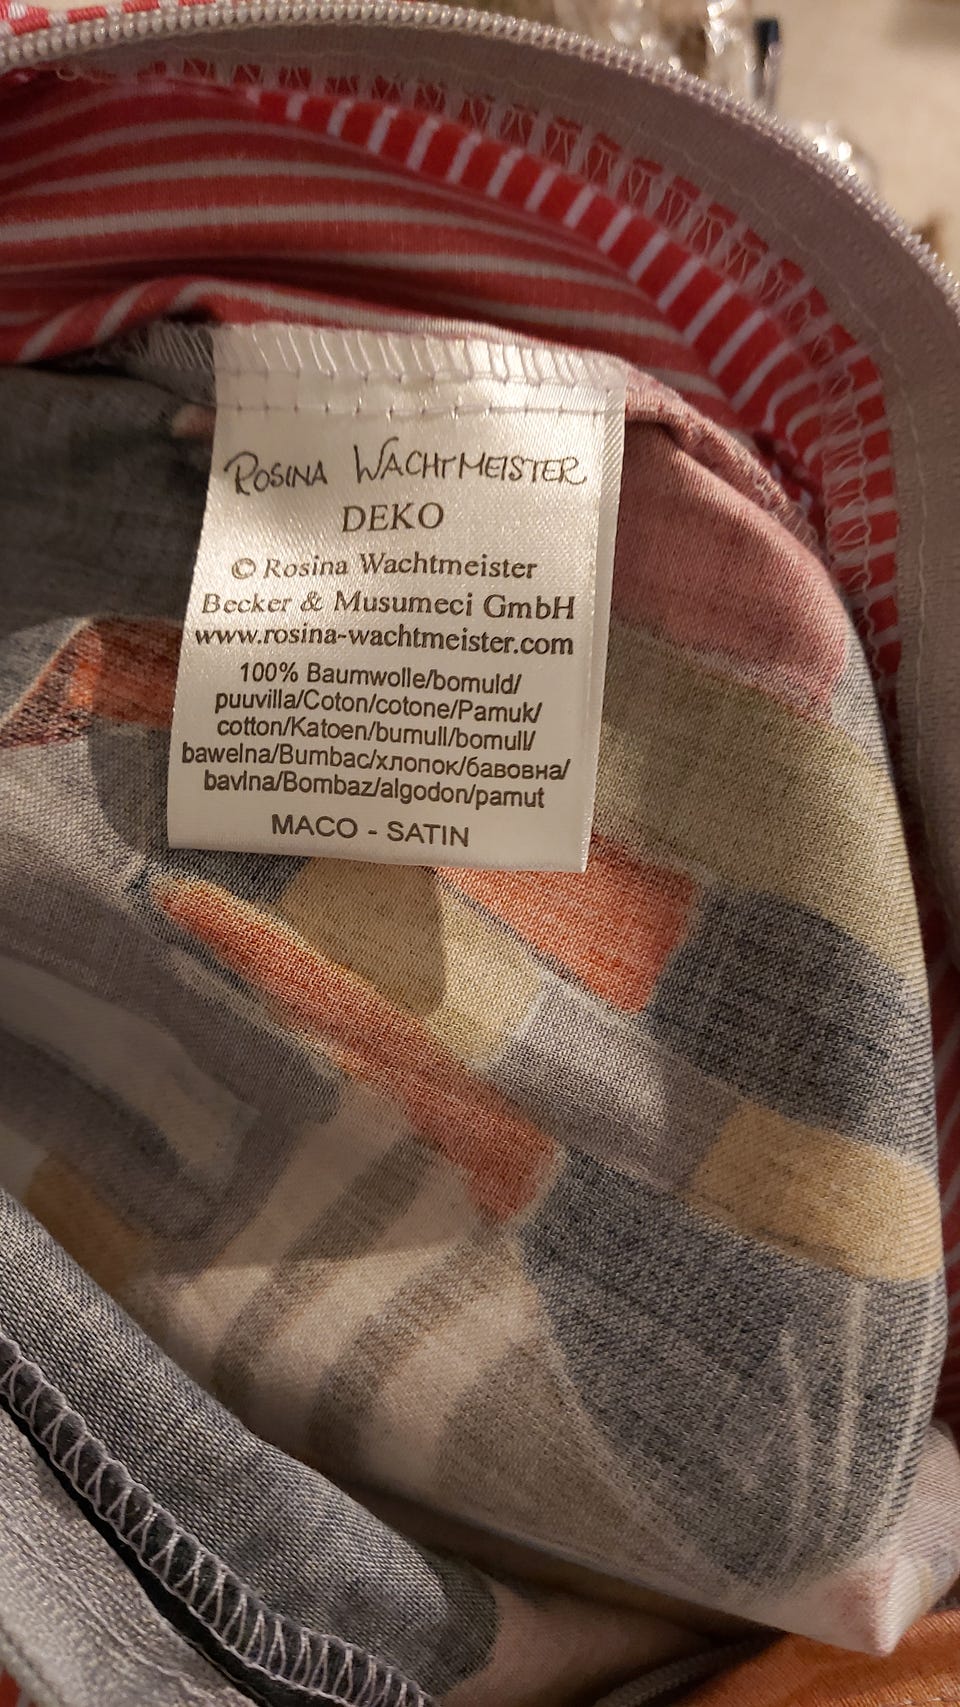 ROSINA WACHTMEISTER
DEKO
© Rosina Wachtmeister
Becker & Musumeci GmbH
www.rosina-wachtmeister.com
100% Baumwolle/bomuld/
puuvilla/Coton/cotone/Pamuk/
cotton/Katoen/bumull/bomull/
bawelna/Bumbac/хлопок/бавовна/
bavlna/Bombaz/algodon/pamut
MACO - SATIN